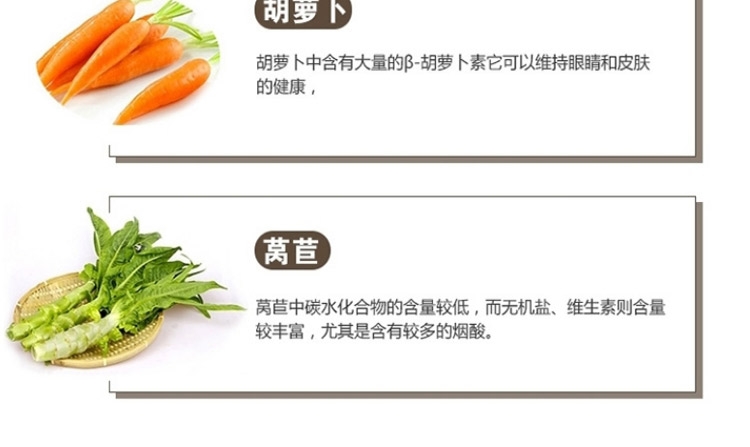 胡萝卜
胡萝卜中含有大量的β-胡萝卜素它可以维持眼睛和皮肤
的健康，
莴苣
莴苣中碳水化合物的含量较低，而无机盐、维生素则含量
较丰富，尤其是含有较多的烟酸。